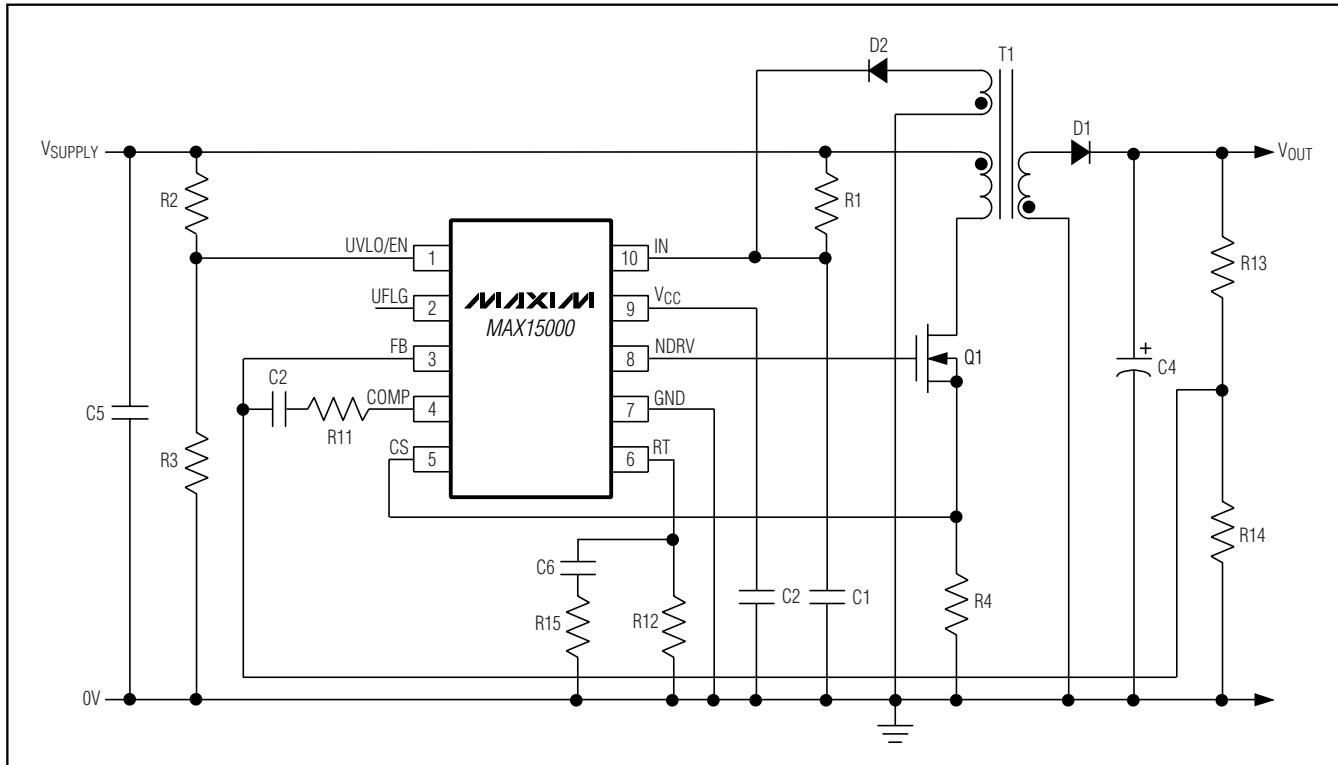 D2
T1
D1
VSUPPLY
VOUT
R2
R1
UVLO/EN
1
10
IN
R13
UFLG
2
MAXIM
9
VCC
MAX15000
FB
3
8
NDRV
Q1
C4
+
C2
COMP
4
7
GND
C5
R11
R3
CS
5
6
RT
R14
C6
C2
C1
R4
R15
R12
0V